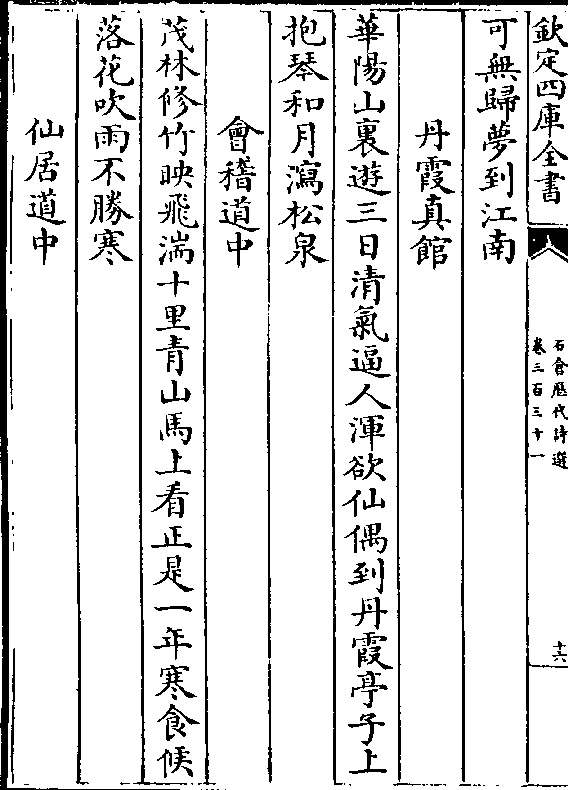 欽定四庫全書
石倉歷代詩選
卷三百三十一
十六
可無歸夢到江南
丹霞真館
華陽山裏遊三日清氣逼人渾欲仙偶到丹霞亭子上
抱琴和月瀉松泉
會稽道中
茂林修竹映飛湍十里青山馬上看正是一年寒食候
落花吹雨不勝寒
仙居道中